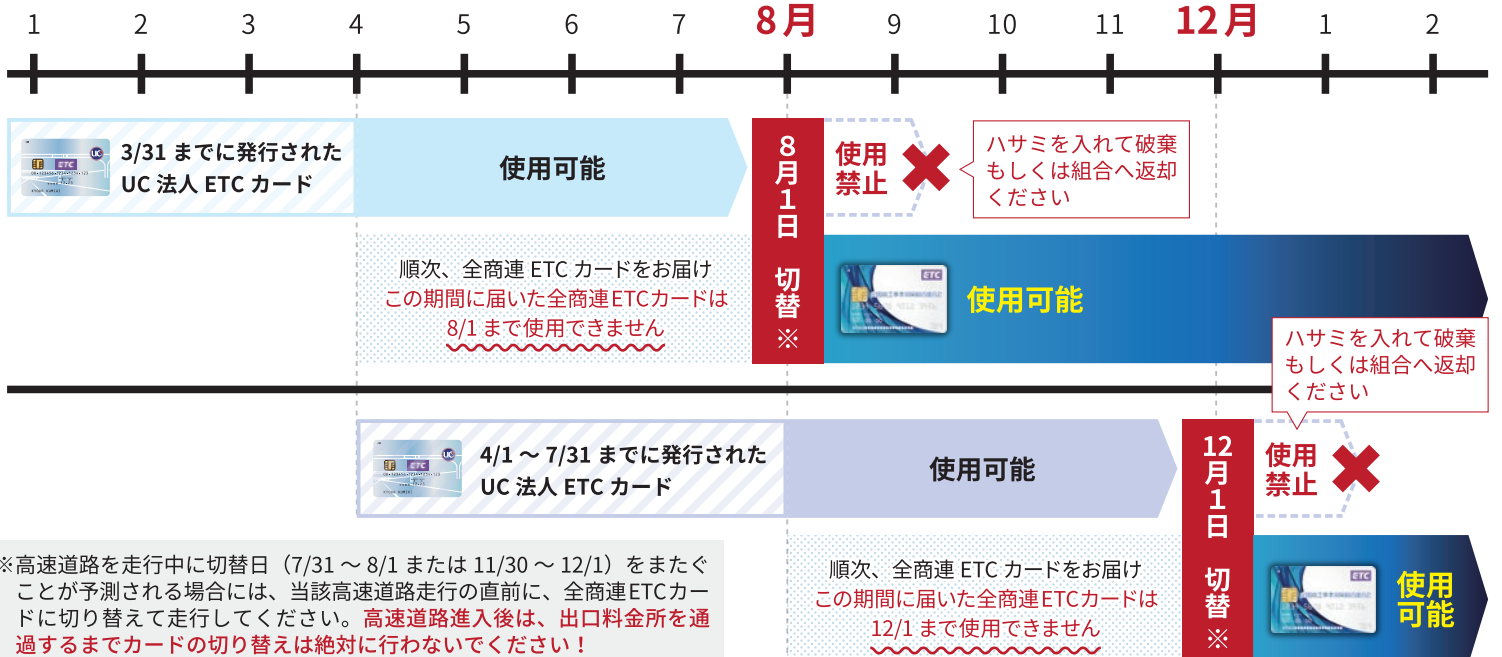 1 2 3 4 5 6 7 8月 9 10 11 12月 1 2
3/31 までに発行された
UC 法人 ETC カード
使用可能
8月1日 切替※
使用
禁止
ハサミを入れて破棄
もしくは組合へ返却
ください
順次、全商連 ETC カードをお届け
この期間に届いた全商連ETCカードは
8/1 まで使用できません
ETC
使用可能
ハサミを入れて破棄
もしくは組合へ返却
ください
UC
ETC
4/1 〜 7/31 までに発行された
UC 法人 ETC カード
使用可能
12月1日 切替※
使用
禁止
順次、全商連 ETC カードをお届け
この期間に届いた全商連ETCカードは
12/1 まで使用できません
ETC
使用
可能
※高速道路を走行中に切替日（7/31 〜 8/1 または 11/30 〜 12/1）をまたぐ
ことが予測される場合には、当該高速道路走行の直前に、全商連ETCカー
ドに切り替えて走行してください。高速道路進入後は、出口料金所を通
過するまでカードの切り替えは絶対に行わないでください！